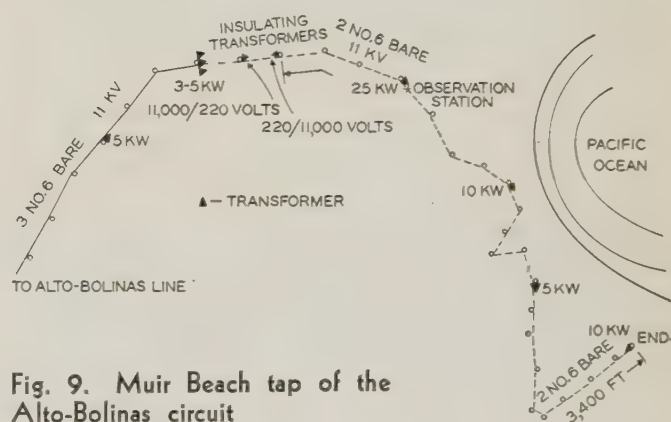 INSULATING
TRANSFORMERS
2 NO.6 BARE
11 KV
3-5KW
11,000/220 VOLTS
220/11,000 VOLTS
25 KW
OBSERVATION
STATION
11 KV
5KW
3 NO.6 BARE
PACIFIC
OCEAN
10 KW
▲ – TRANSFORMER
TO ALTO-BOLINAS LINE
5 KW
10 KW
END
2 NO.6 BARE
3,400 FT
Fig. 9. Muir Beach tap of the
Alto-Bolinas circuit